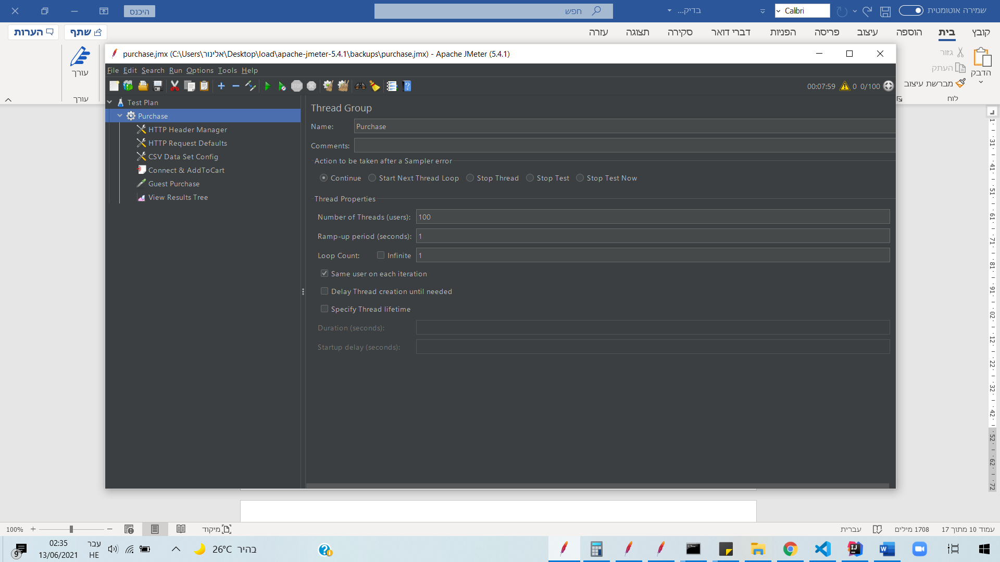 היכנס
חפש
בדיק...
Calibri
שמירה אוטומטית
קובץ
בית
הוספה
עיצוב
פריסה
הפניות
דברי דואר
סקירה
תצוגה
עזרה
שתף
הערות
גזור
העתק
מברשת עיצוב
הדבק
לוח
עורך
עורך
purchase.jmx (C:\Users\אלינור\Desktop\load\apache-jmeter-5.4.1\backups\purchase.jmx) - Apache JMeter (5.4.1)
File Edit Search Run Options Tools Help
00:07:59 0 0/100
Test Plan
Purchase
HTTP Header Manager
HTTP Request Defaults
CSV Data Set Config
Connect & AddToCart
Guest Purchase
View Results Tree
Thread Group
Name: Purchase
Comments:
Action to be taken after a Sampler error
Continue Start Next Thread Loop Stop Thread Stop Test Stop Test Now
Thread Properties
Number of Threads (users): 100
Ramp-up period (seconds): 1
Loop Count: Infinite 1
Same user on each iteration
Delay Thread creation until needed
Specify Thread lifetime
Duration (seconds):
Startup delay (seconds):
עמוד 10 מתוך 17
1708 מילים
עברית
מיקוד
100%
02:35
13/06/2021
עבר
HE
26°C בהיר
9